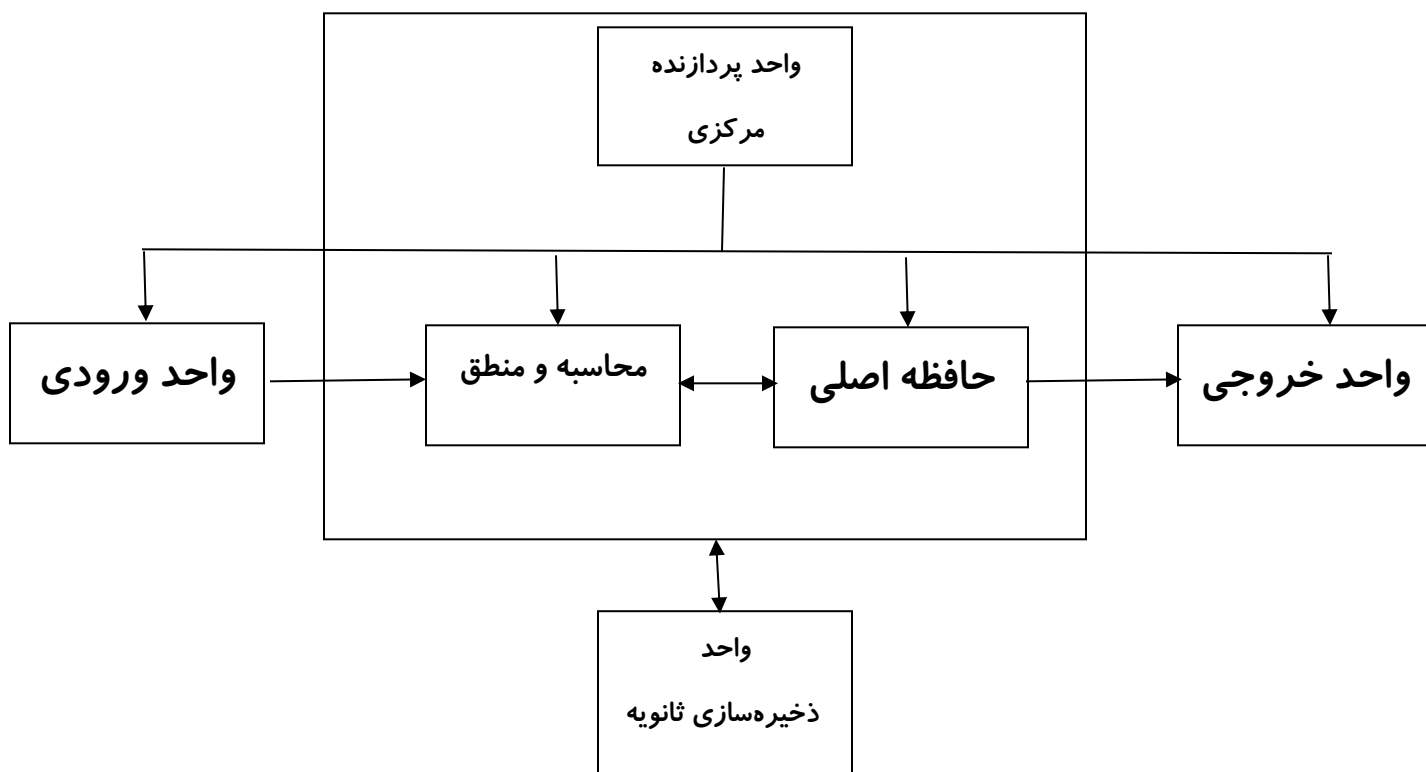 واحد پردازنده
مرکزی
واحد ورودی
محاسبه و منطق
حافظه اصلی
واحد خروجی
واحد
ذخیره‌سازی ثانویه